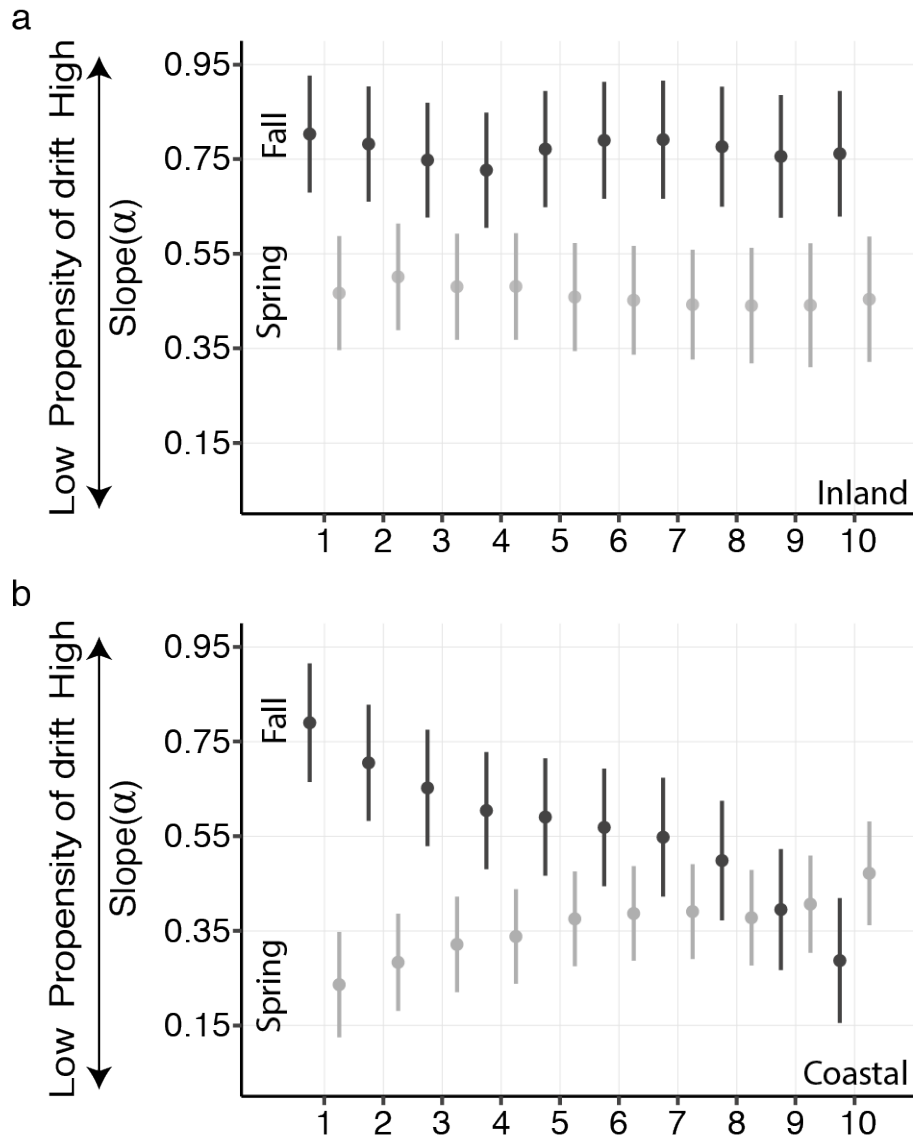 a
Low Propensity of drift High
Slope(α)
0.95
0.75
0.55
0.35
0.15
Fall
Spring
Inland
1 2 3 4 5 6 7 8 9 10
b
Low Propensity of drift High
Slope(α)
0.95
0.75
0.55
0.35
0.15
Fall
Spring
Coastal
1 2 3 4 5 6 7 8 9 10